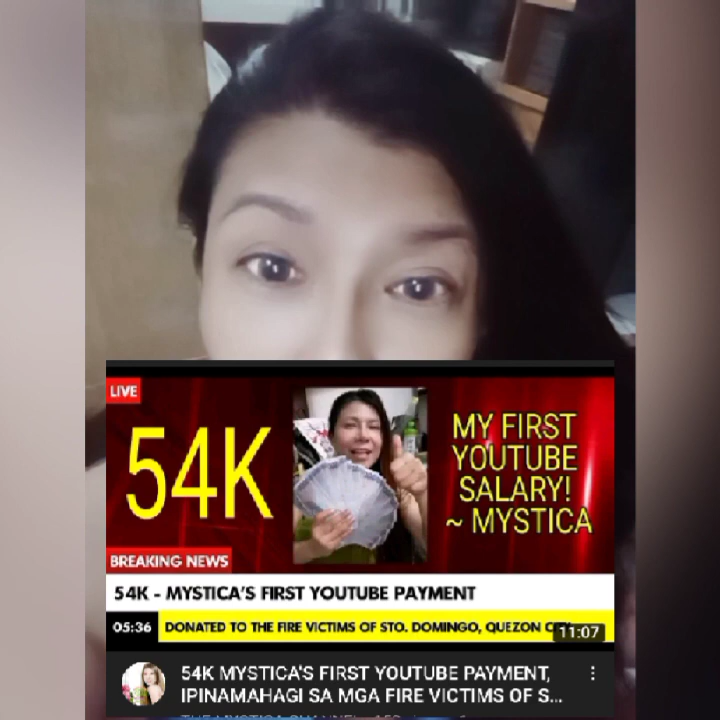 LIVE
54K
MY FIRST
YOUTUBE
SALARY!
~ MYSTICA
BREAKING NEWS
54K - MYSTICA'S FIRST YOUTUBE PAYMENT
05:36 DONATED TO THE FIRE VICTIMS OF STO. DOMINGO, QUEZON
11:07
54K MYSTICA'S FIRST YOUTUBE PAYMENT,
IPINAMAHAGI SA MGA FIRE VICTIMS OF S...